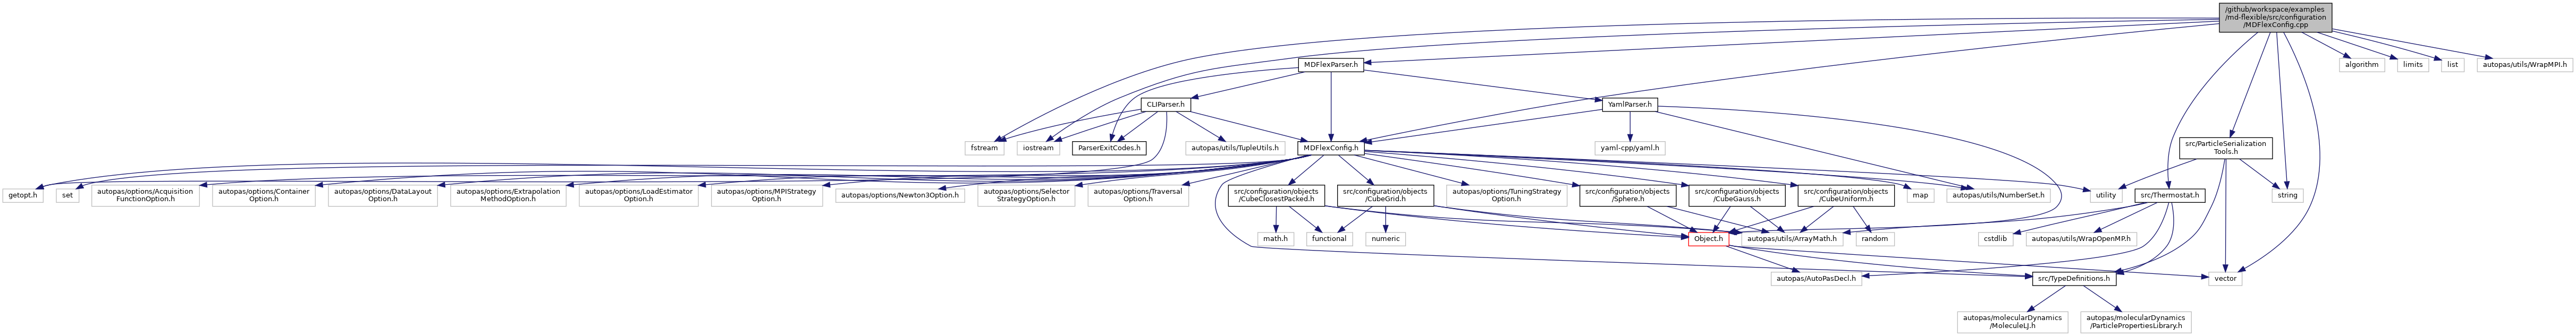 /github/workspace/examples
/md-flexible/src/configuration
/MDFlexConfig.cpp
MDFlexParser.h
algorithm
limits
list
autopas/utils/WrapMPI.h
CLIParser.h
YamlParser.h
fstream
iostream
ParserExitCodes.h
autopas/utils/TupleUtils.h
MDFlexConfig.h
yaml-cpp/yaml.h
src/ParticleSerialization
Tools.h
getopt.h
set
autopas/options/Acquisition
FunctionOption.h
autopas/options/Container
Option.h
autopas/options/DataLayout
Option.h
autopas/options/Extrapolation
MethodOption.h
autopas/options/LoadEstimator
Option.h
autopas/options/MPIStrategy
Option.h
autopas/options/Newton3Option.h
autopas/options/Selector
StrategyOption.h
autopas/options/Traversal
Option.h
src/configuration/objects
/CubeClosestPacked.h
src/configuration/objects
/CubeGrid.h
autopas/options/TuningStrategy
Option.h
src/configuration/objects
/Sphere.h
src/configuration/objects
/CubeGauss.h
src/configuration/objects
/CubeUniform.h
map
autopas/utils/NumberSet.h
utility
src/Thermostat.h
string
math.h
functional
numeric
Object.h
autopas/utils/ArrayMath.h
random
cstdlib
autopas/utils/WrapOpenMP.h
autopas/AutoPasDecl.h
src/TypeDefinitions.h
vector
autopas/molecularDynamics
/MoleculeLJ.h
autopas/molecularDynamics
/ParticlePropertiesLibrary.h